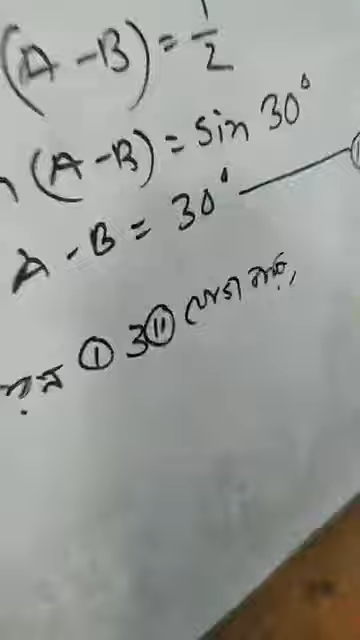 (A-B) = 1/2
(A-B) = sin 30°
A-B = 30°
① ও ⑪ যোগ করে,